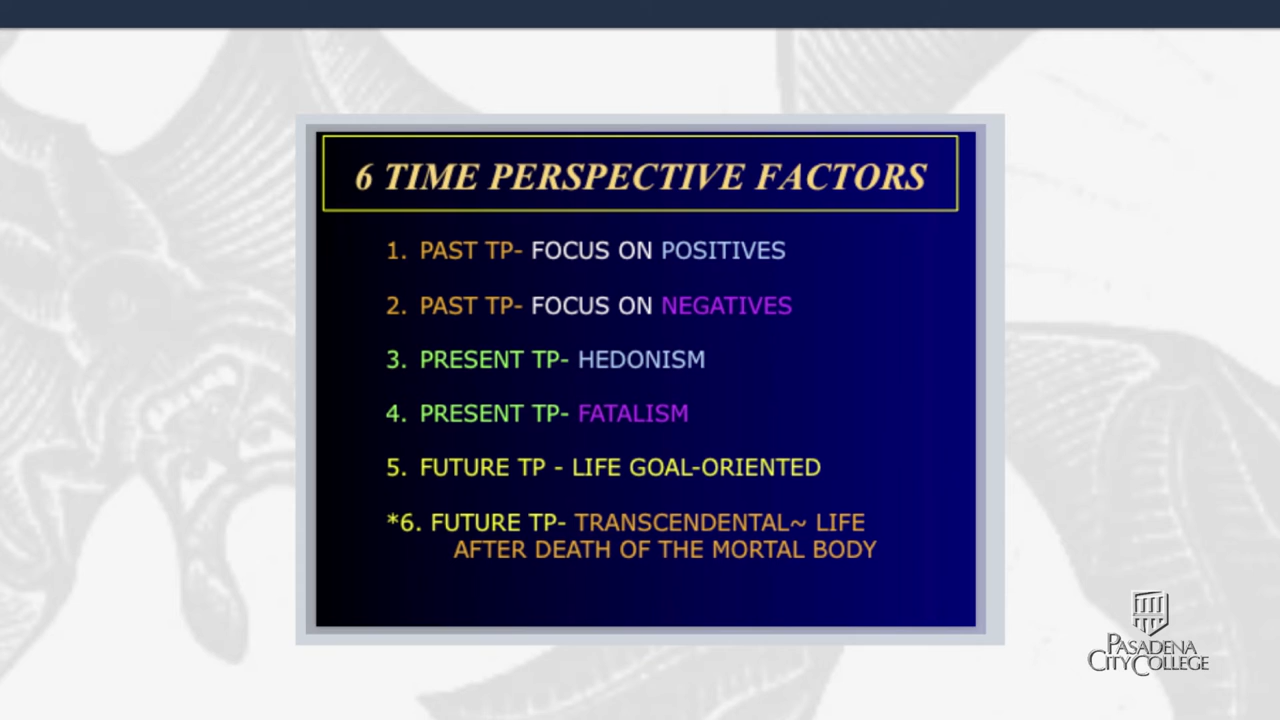 6 TIME PERSPECTIVE FACTORS
1. PAST TP- FOCUS ON POSITIVES
2. PAST TP- FOCUS ON NEGATIVES
3. PRESENT TP- HEDONISM
4. PRESENT TP- FATALISM
5. FUTURE TP - LIFE GOAL-ORIENTED
*6. FUTURE TP- TRANSCENDENTAL~ LIFE
AFTER DEATH OF THE MORTAL BODY
PASADENA
CITY COLLEGE